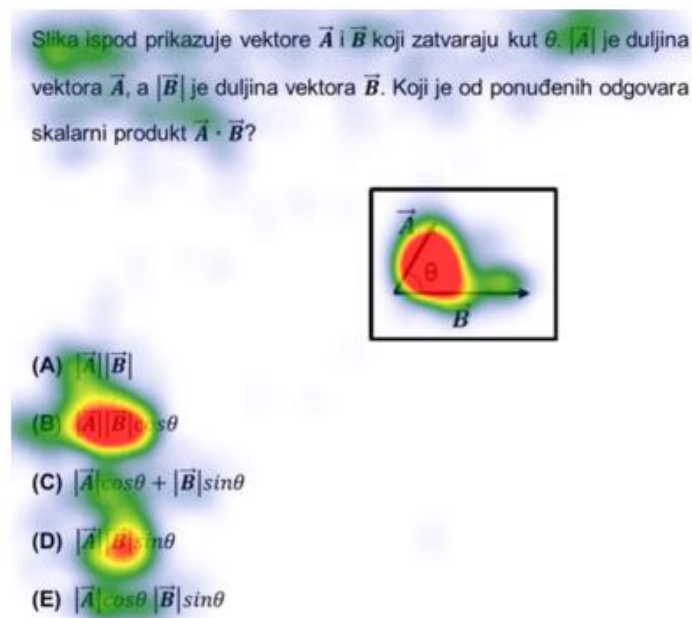 Slika ispod prikazuje vektore A⃗ i B⃗ koji zatvaraju kut θ. |A⃗| je duljina
vektora A⃗, a |B⃗| je duljina vektora B⃗. Koji je od ponuđenih odgovara
skalarni produkt A⃗ · B⃗?
A⃗
θ
B⃗
(A) |A⃗||B⃗|
(B) |A⃗||B⃗|cosθ
(C) |A⃗|cosθ + |B⃗|sinθ
(D) |A⃗||B⃗|sinθ
(E) |A⃗|cosθ |B⃗|sinθ